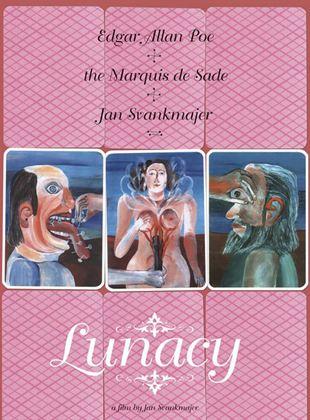 Edgar Allan Poe
the Marquis de Sade
Jan Svankmajer
Lunacy
a film by Jan Svankmajer